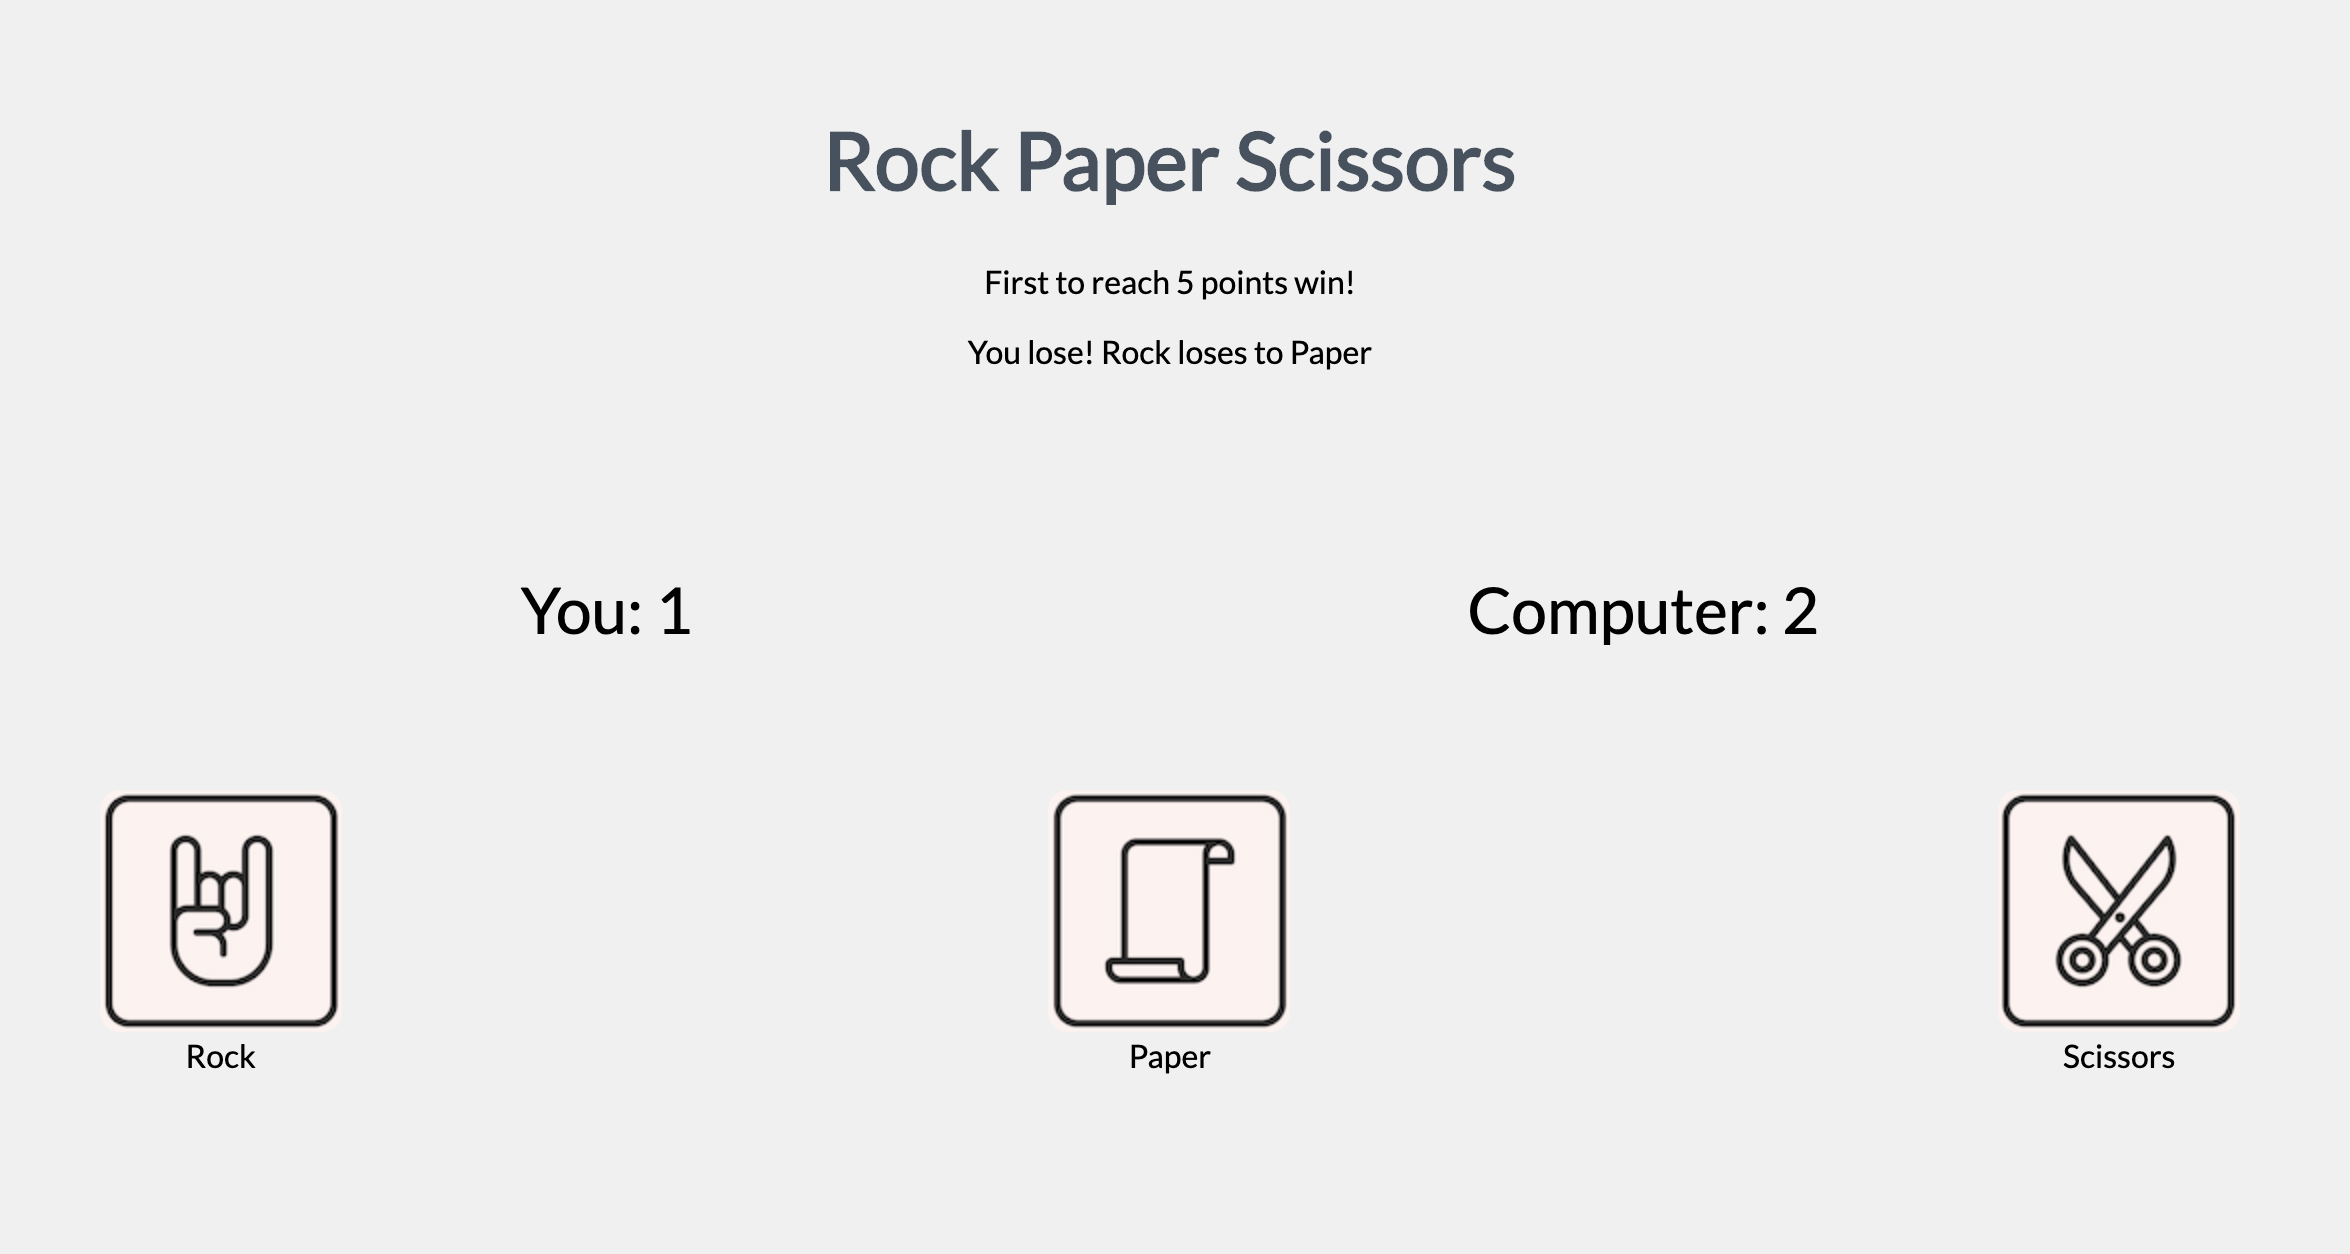 Rock Paper Scissors
First to reach 5 points win!
You lose! Rock loses to Paper
You: 1
Computer: 2
Rock
Paper
Scissors